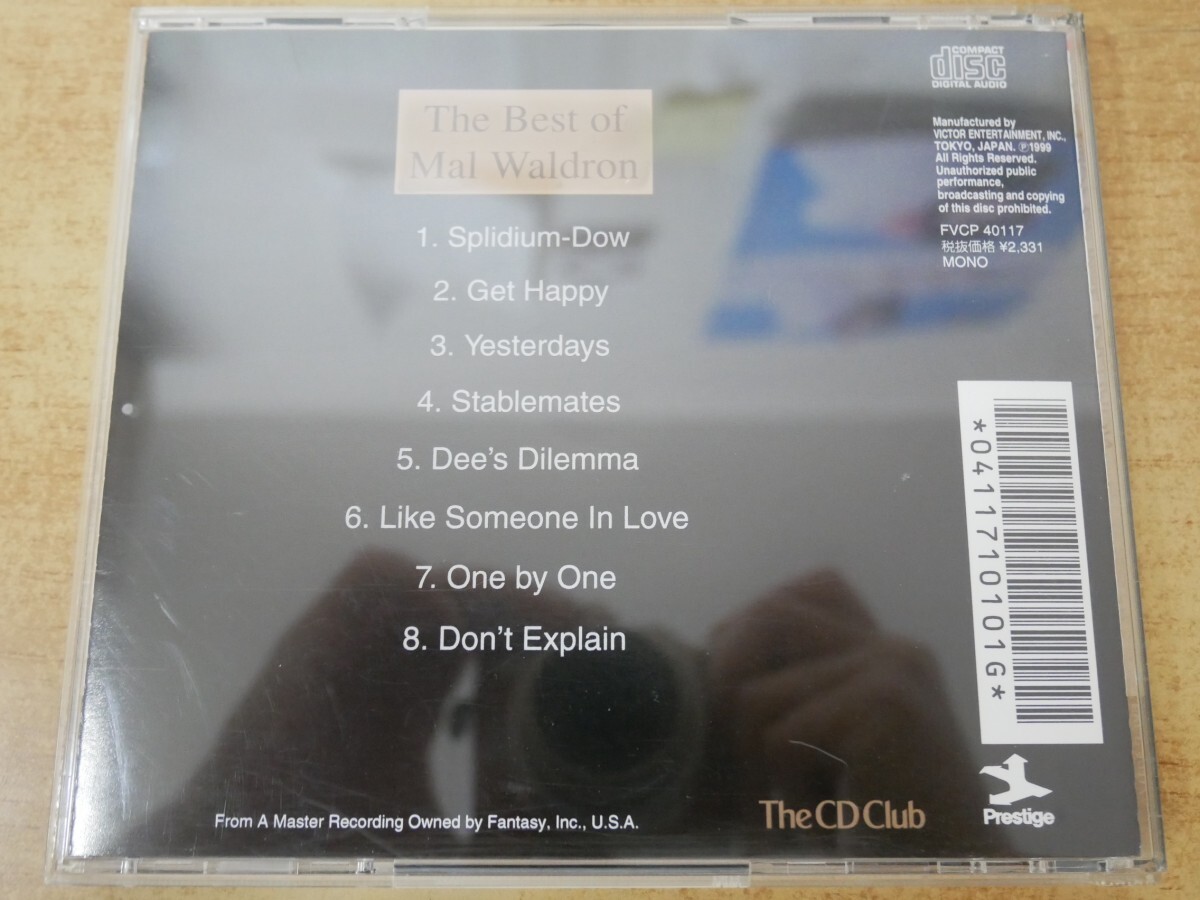 The Best of
Mal Waldron
1. Splidium-Dow
2. Get Happy
3. Yesterdays
4. Stablemates
5. Dee's Dilemma
6. Like Someone In Love
7. One by One
8. Don't Explain
From A Master Recording Owned by Fantasy, Inc., U.S.A.
The CD Club
COMPACT
disc
DIGITAL AUDIO
Manufactured by
VICTOR ENTERTAINMENT, INC.,
TOKYO, JAPAN. Ⓟ1999
All Rights Reserved.
Unauthorized public
performance,
broadcasting and copying
of this disc prohibited.
FVCP 40117
税抜価格 ¥2,331
MONO
*0411710101G*
Prestige